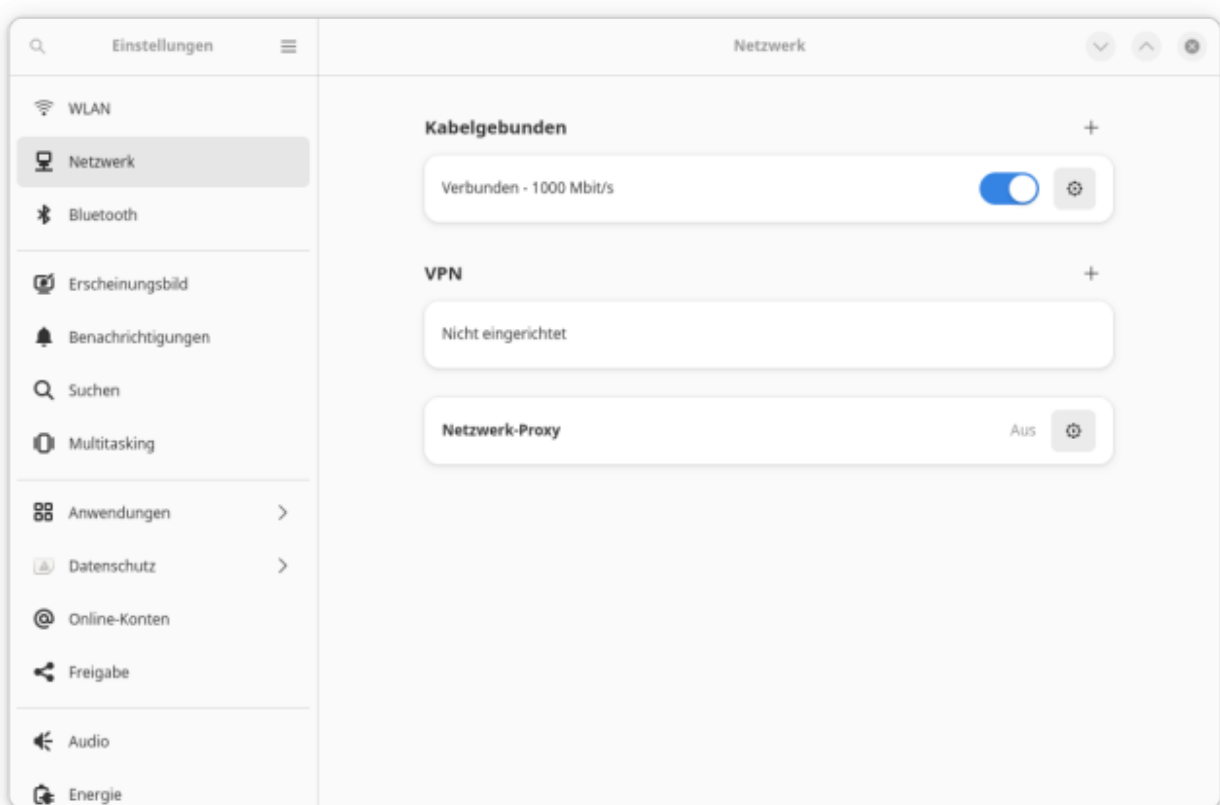 Einstellungen
Netzwerk
WLAN
Netzwerk
Bluetooth
Erscheinungsbild
Benachrichtigungen
Suchen
Multitasking
Anwendungen
Datenschutz
Online-Konten
Freigabe
Audio
Energie
Kabelgebunden
Verbunden - 1000 Mbit/s
VPN
Nicht eingerichtet
Netzwerk-Proxy Aus